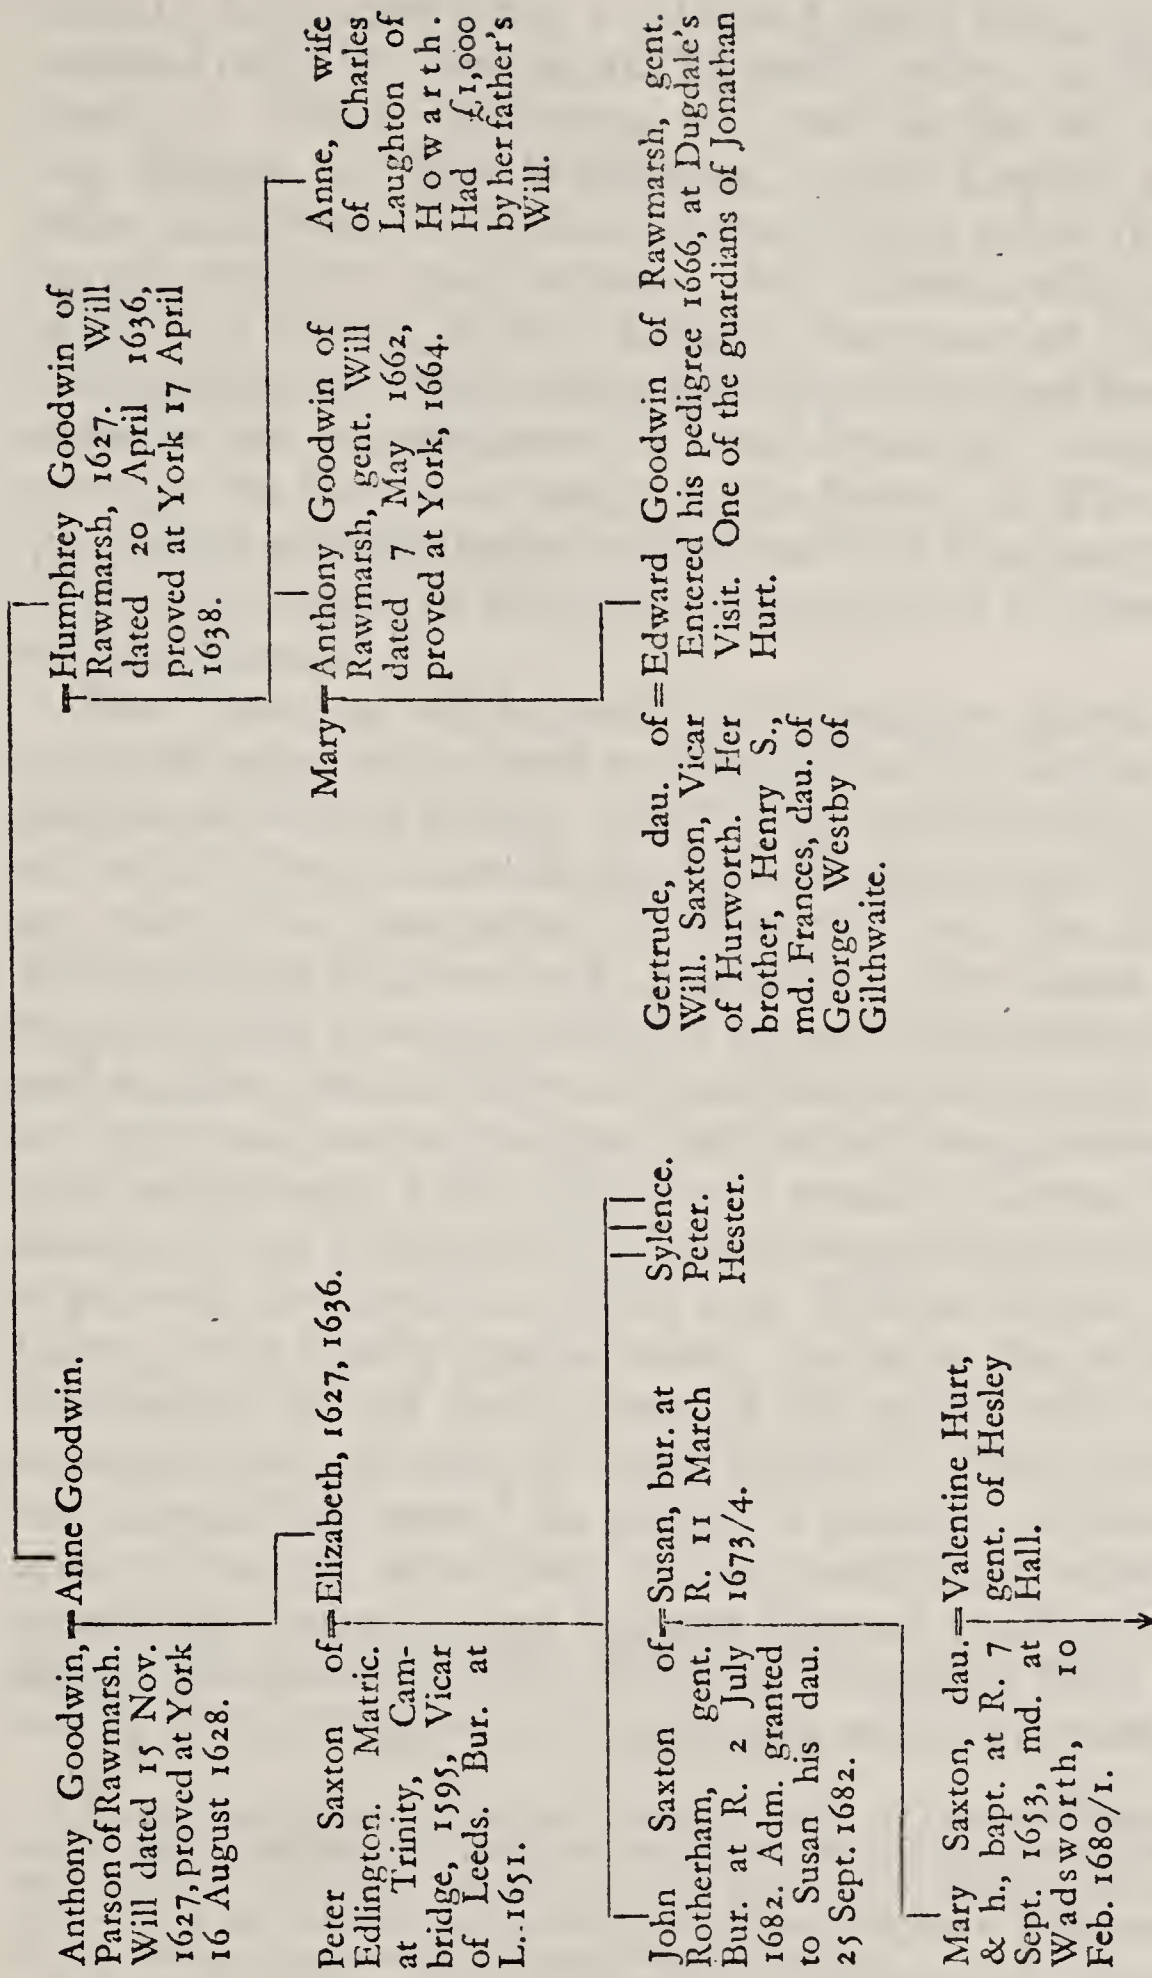 Anthony Goodwin,
Parson of Rawmarsh.
Will dated 15 Nov.
1627, proved at York
16 August 1628.
=Anne Goodwin.
=Humphrey Goodwin of
Rawmarsh, 1627. Will
dated 20 April 1636,
proved at York 17 April
1638.
Peter Saxton of
Edlington. Matric.
at Trinity, Cam-
bridge, 1595, Vicar
of Leeds. Bur. at
L. 1651.
=Elizabeth, 1627, 1636.
Mary
=Anthony Goodwin of
Rawmarsh, gent. Will
dated 7 May 1662,
proved at York, 1664.
Anne, wife
of Charles
Laughton of
Howarth.
Had £1,000
by her father's
Will.
John Saxton of
Rotherham, gent.
Bur. at R. 2 July
1682. Adm. granted
to Susan his dau.
25 Sept. 1682.
=Susan, bur. at
R. 11 March
1673/4.
Sylence.
Peter.
Hester.
Gertrude, dau. of
Will. Saxton, Vicar
of Hurworth. Her
brother, Henry S.,
md. Frances, dau. of
George Westby of
Gilthwaite.
=Edward Goodwin of Rawmarsh, gent.
Entered his pedigree 1666, at Dugdale's
Visit. One of the guardians of Jonathan
Hurt.
Mary Saxton, dau.
& h., bapt. at R. 7
Sept. 1653, md. at
Wadsworth, 10
Feb. 1680/1.
=Valentine Hurt,
gent. of Hesley
Hall.